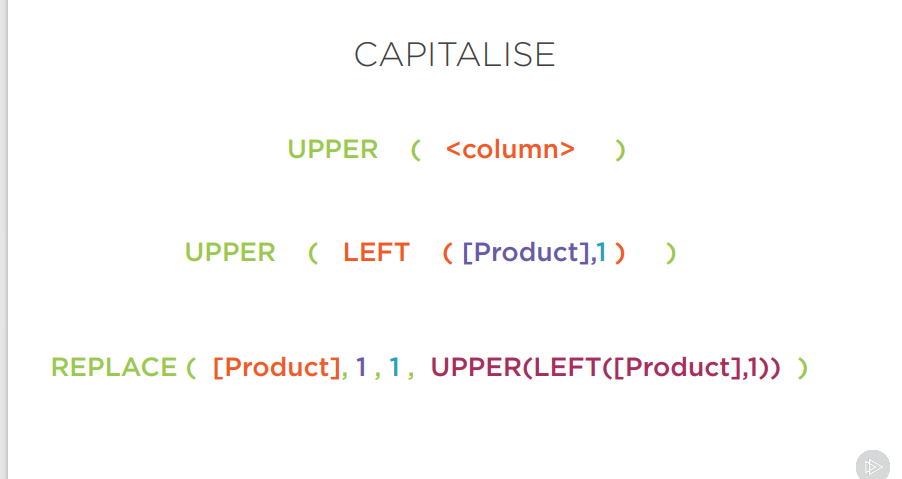 CAPITALISE
UPPER ( <column> )
UPPER ( LEFT ( [Product],1 ) )
REPLACE ( [Product], 1 , 1 , UPPER(LEFT([Product],1)) )